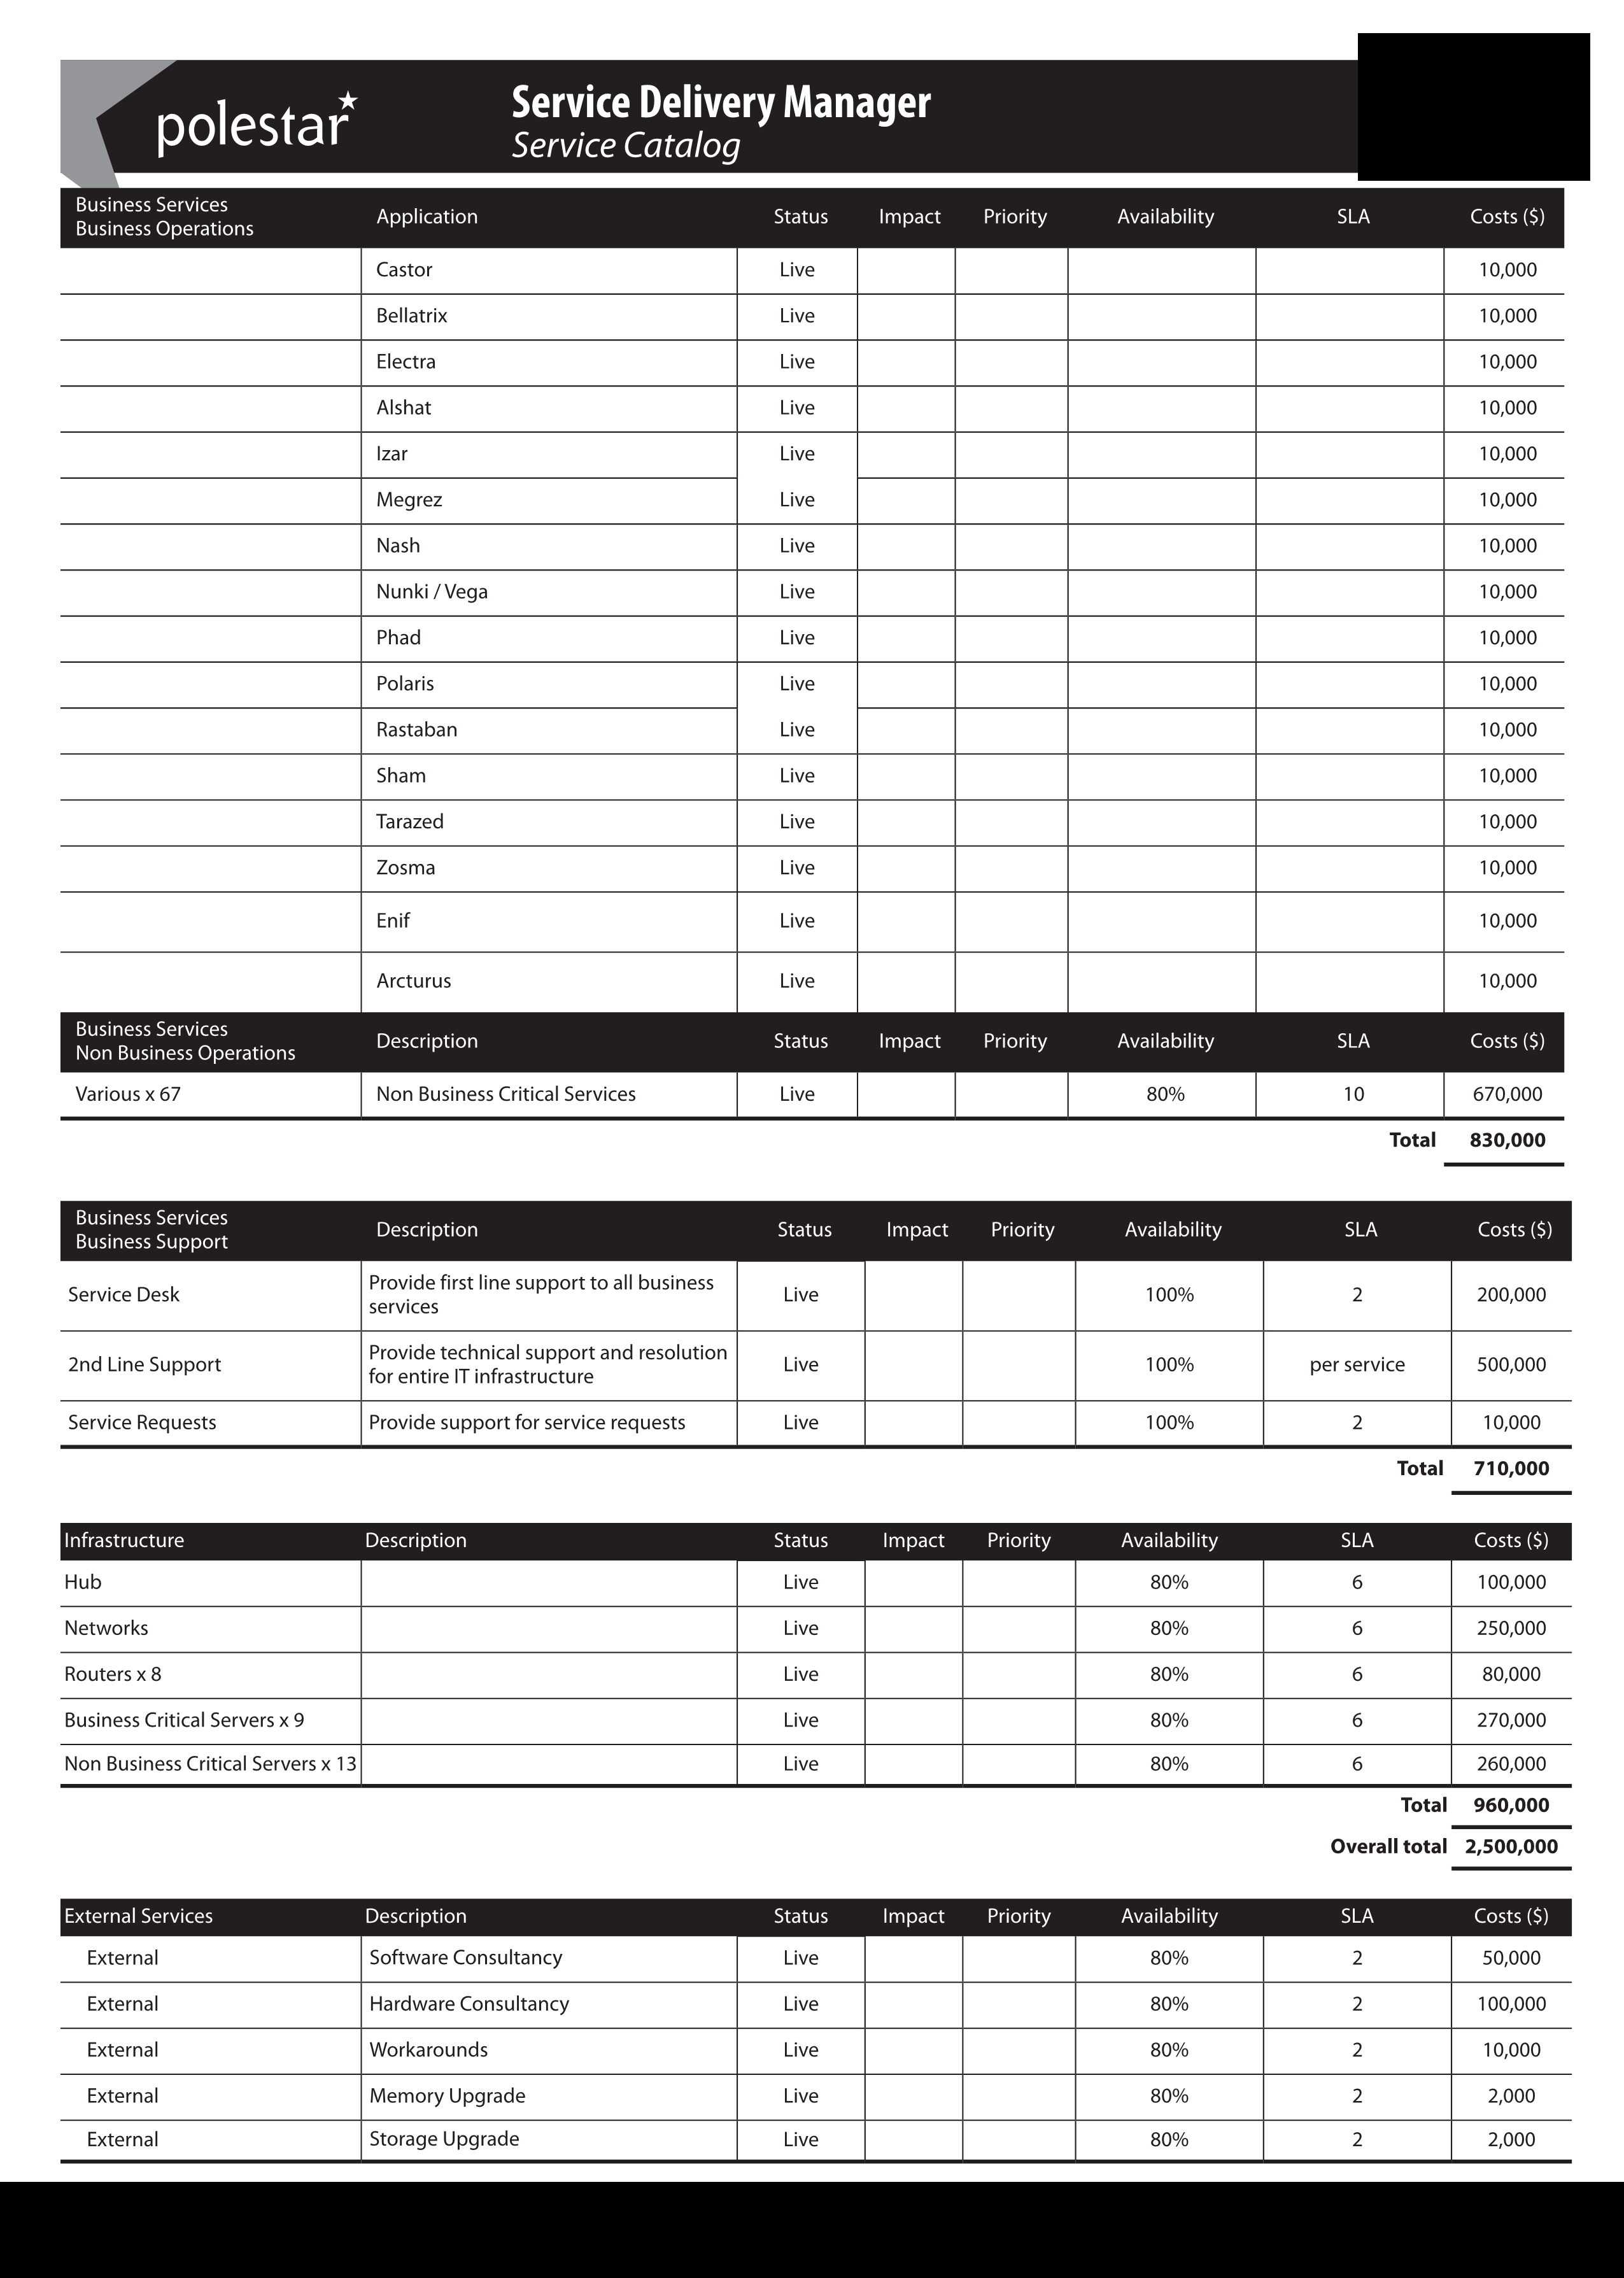 polestar
Service Delivery Manager
Service Catalog
Business Services
Business Operations Application Status Impact Priority Availability SLA Costs ($)
Castor Live 10,000
Bellatrix Live 10,000
Electra Live 10,000
Alshat Live 10,000
Izar Live 10,000
Megrez Live 10,000
Nash Live 10,000
Nunki / Vega Live 10,000
Phad Live 10,000
Polaris Live 10,000
Rastaban Live 10,000
Sham Live 10,000
Tarazed Live 10,000
Zosma Live 10,000
Enif Live 10,000
Arcturus Live 10,000
Business Services
Non Business Operations Description Status Impact Priority Availability SLA Costs ($)
Various x 67 Non Business Critical Services Live 80% 10 670,000
Total 830,000
Business Services
Business Support Description Status Impact Priority Availability SLA Costs ($)
Service Desk Provide first line support to all business
services Live 100% 2 200,000
2nd Line Support Provide technical support and resolution
for entire IT infrastructure Live 100% per service 500,000
Service Requests Provide support for service requests Live 100% 2 10,000
Total 710,000
Infrastructure Description Status Impact Priority Availability SLA Costs ($)
Hub Live 80% 6 100,000
Networks Live 80% 6 250,000
Routers x 8 Live 80% 6 80,000
Business Critical Servers x 9 Live 80% 6 270,000
Non Business Critical Servers x 13 Live 80% 6 260,000
Total 960,000
Overall total 2,500,000
External Services Description Status Impact Priority Availability SLA Costs ($)
External Software Consultancy Live 80% 2 50,000
External Hardware Consultancy Live 80% 2 100,000
External Workarounds Live 80% 2 10,000
External Memory Upgrade Live 80% 2 2,000
External Storage Upgrade Live 80% 2 2,000